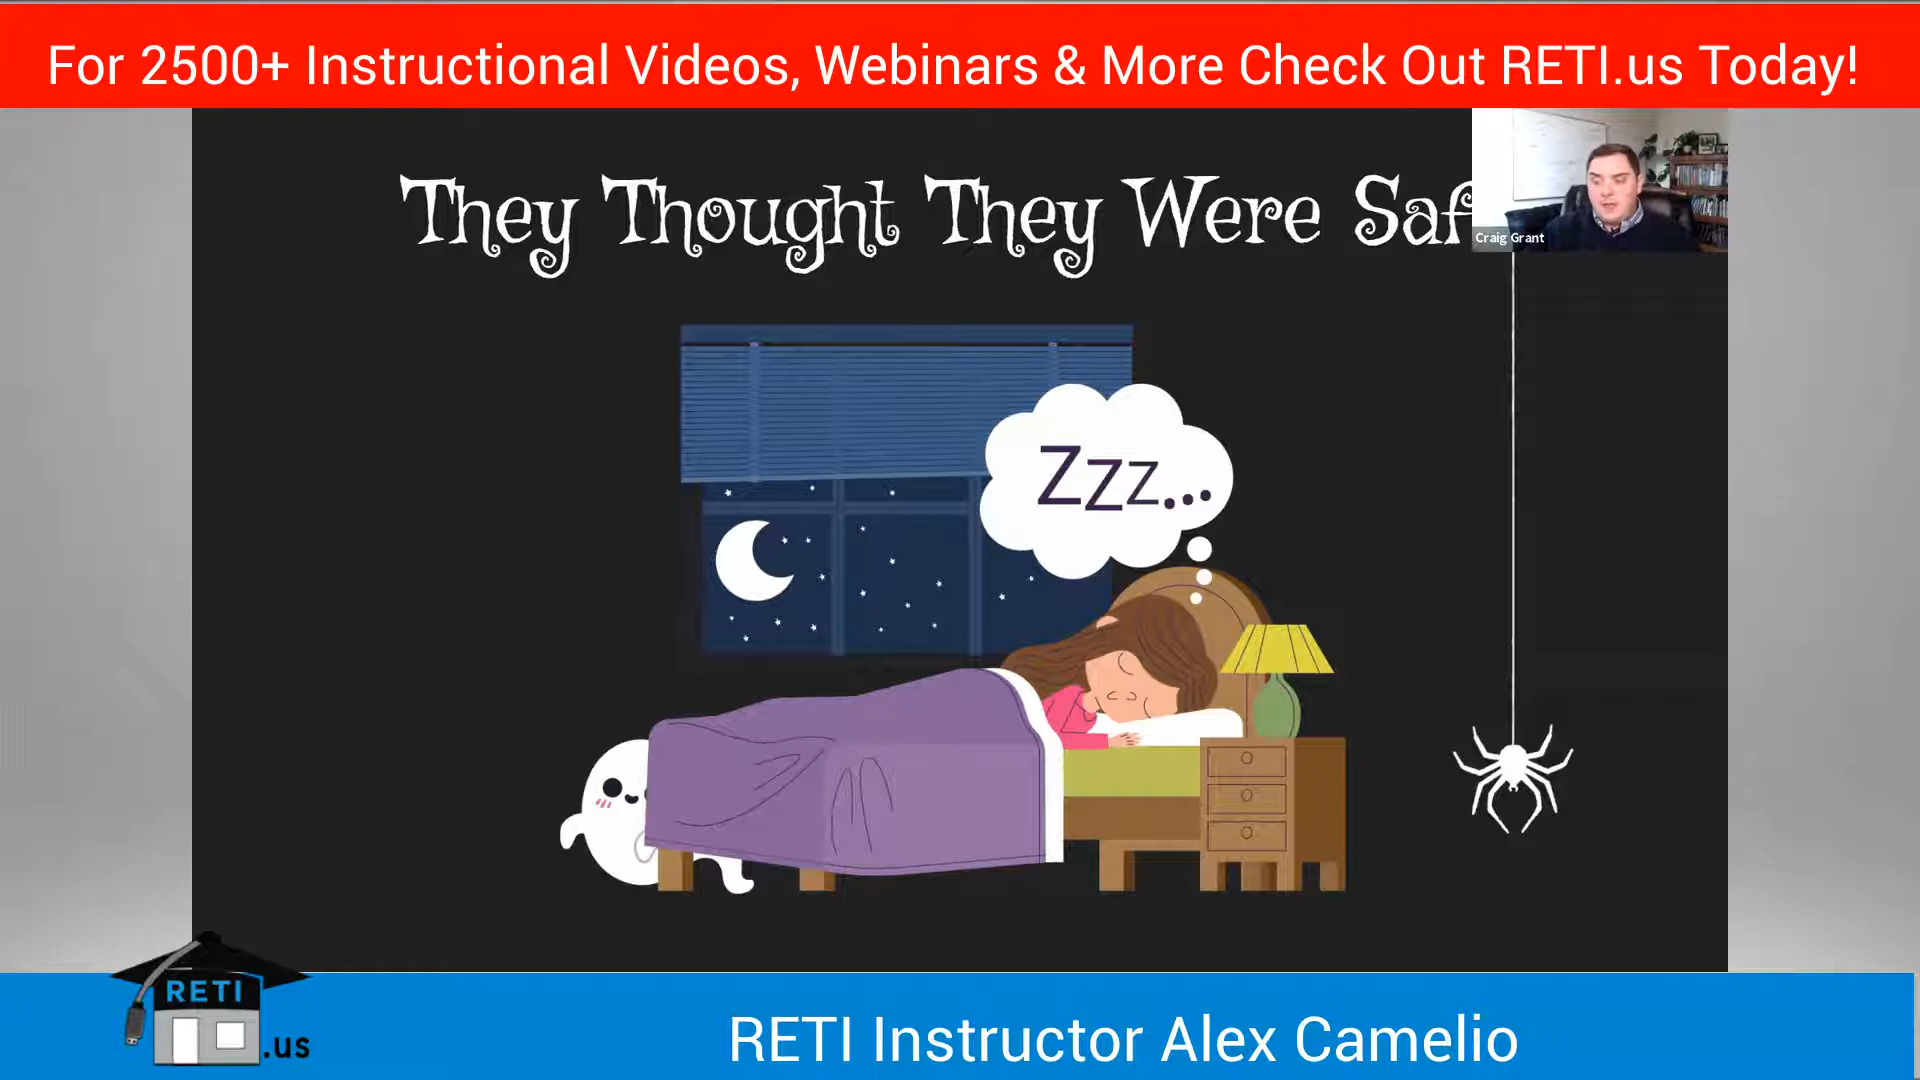 For 2500+ Instructional Videos, Webinars & More Check Out RETI.us Today!
They Thought They Were Saf
Craig Grant
Zzz...
RETI
.us
RETI Instructor Alex Camelio